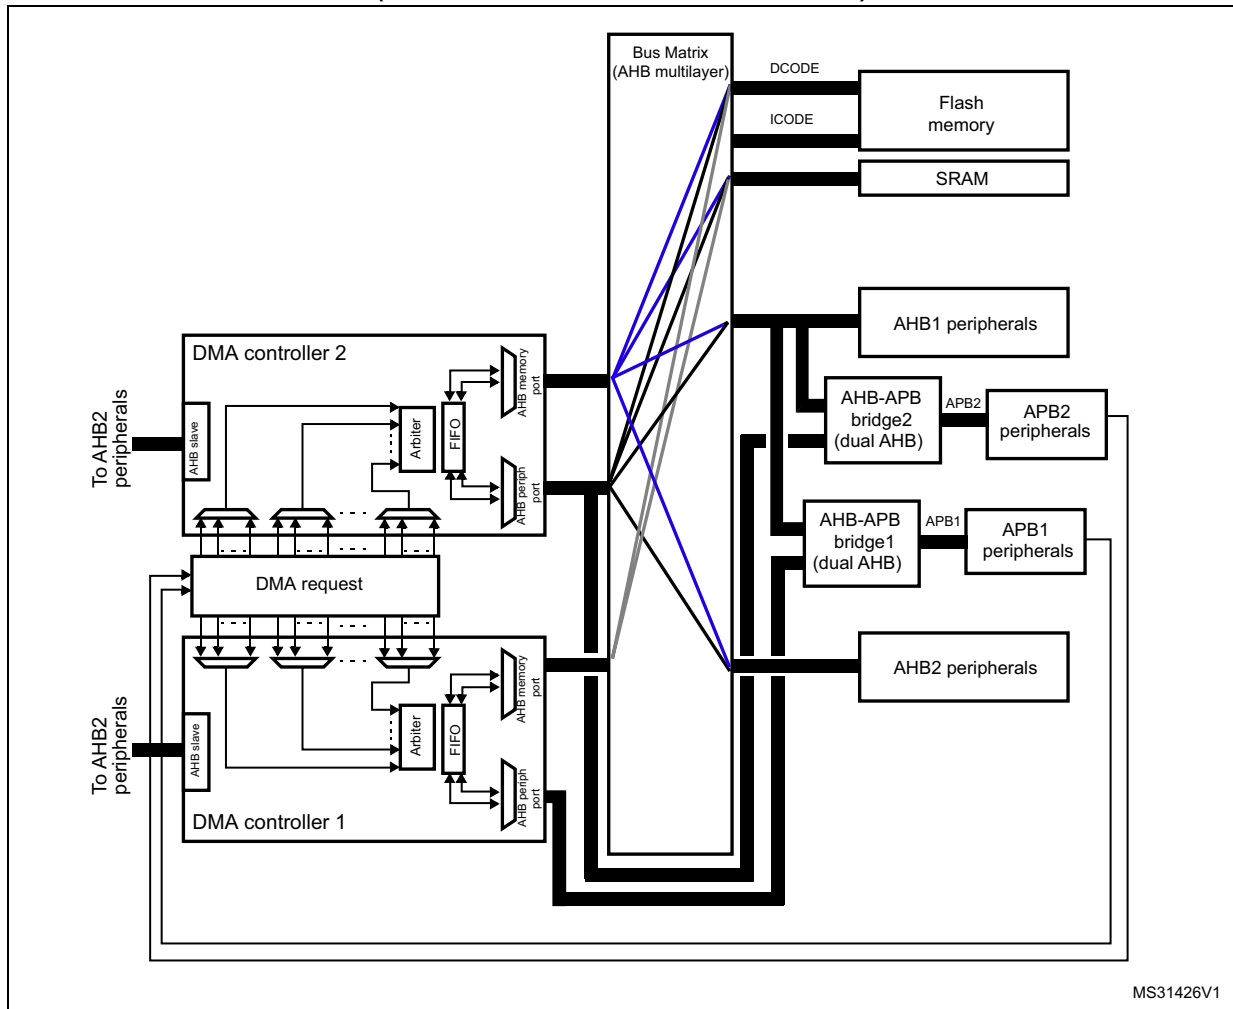 Bus Matrix
(AHB multilayer)
DCODE
ICODE
Flash
memory
SRAM
AHB1 peripherals
DMA controller 2
To AHB2
peripherals
AHB slave
Arbiter
FIFO
AHB memory
port
AHB periph
port
AHB-APB
bridge2
(dual AHB)
APB2
APB2
peripherals
AHB-APB
bridge1
(dual AHB)
APB1
APB1
peripherals
DMA request
AHB2 peripherals
To AHB2
peripherals
AHB slave
Arbiter
FIFO
AHB memory
port
AHB periph
port
DMA controller 1
MS31426V1